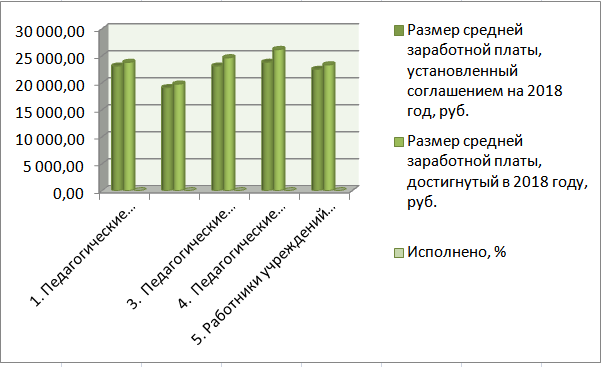 30 000,00
25 000,00
20 000,00
15 000,00
10 000,00
5 000,00
0,00
1. Педагогические…
3.  Педагогические…
4.  Педагогические…
5. Работники учреждений…
Размер средней
заработной платы,
установленный
соглашением на 2018
год, руб.
Размер средней
заработной платы,
достигнутый в 2018 году,
руб.
Исполнено, %